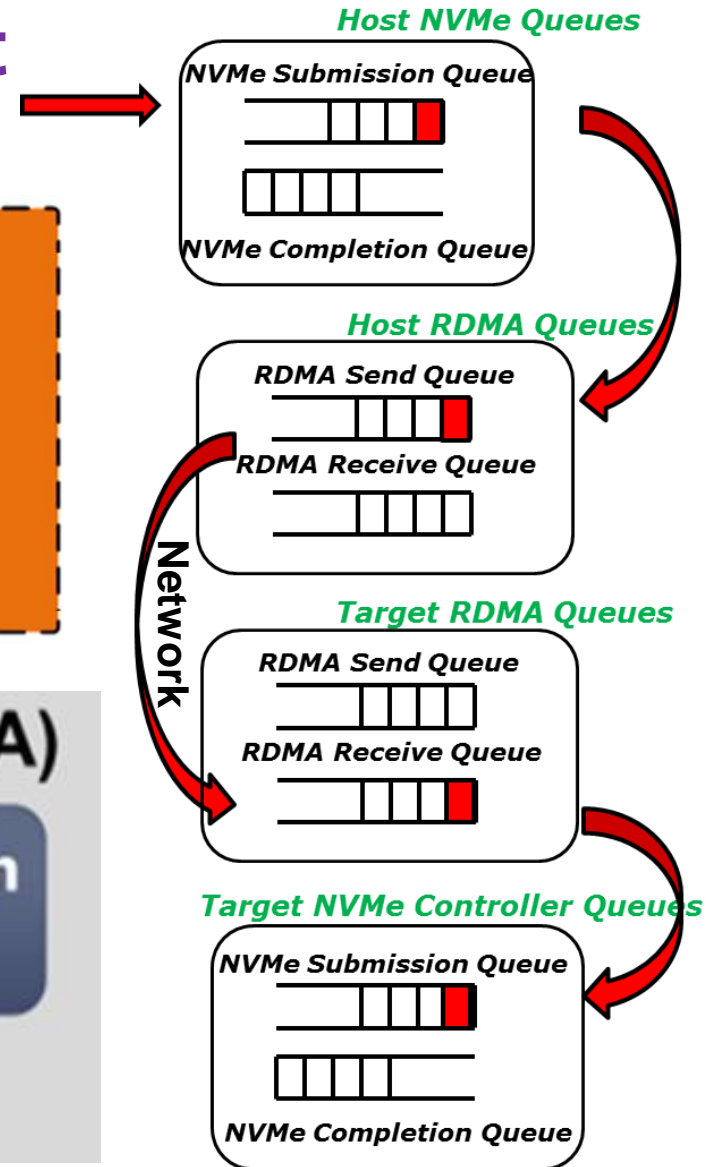 t
Host NVMe Queues
NVMe Submission Queue
NVMe Completion Queue
Host RDMA Queues
RDMA Send Queue
RDMA Receive Queue
Network
Target RDMA Queues
RDMA Send Queue
RDMA Receive Queue
A)
n
Target NVMe Controller Queues
NVMe Submission Queue
NVMe Completion Queue